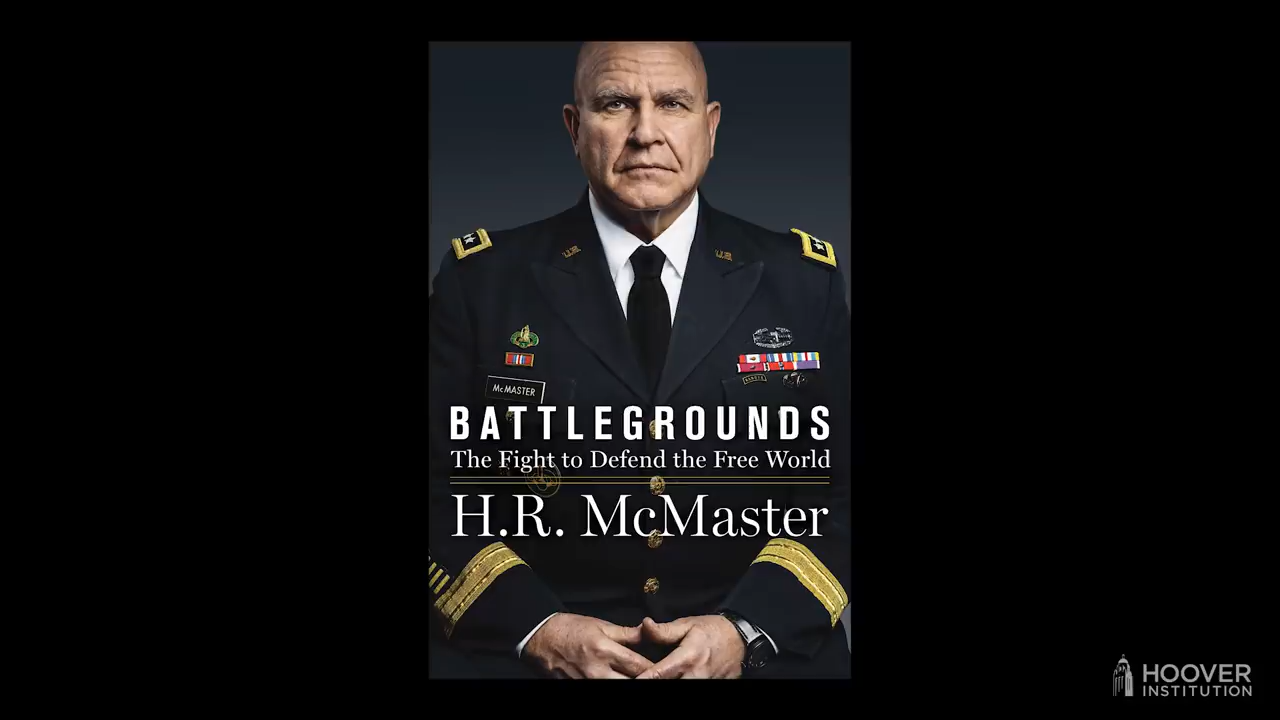 U.S.
U.S.
McMASTER
BATTLEGROUNDS
The Fight to Defend the Free World
H.R. McMaster
HOOVER
INSTITUTION